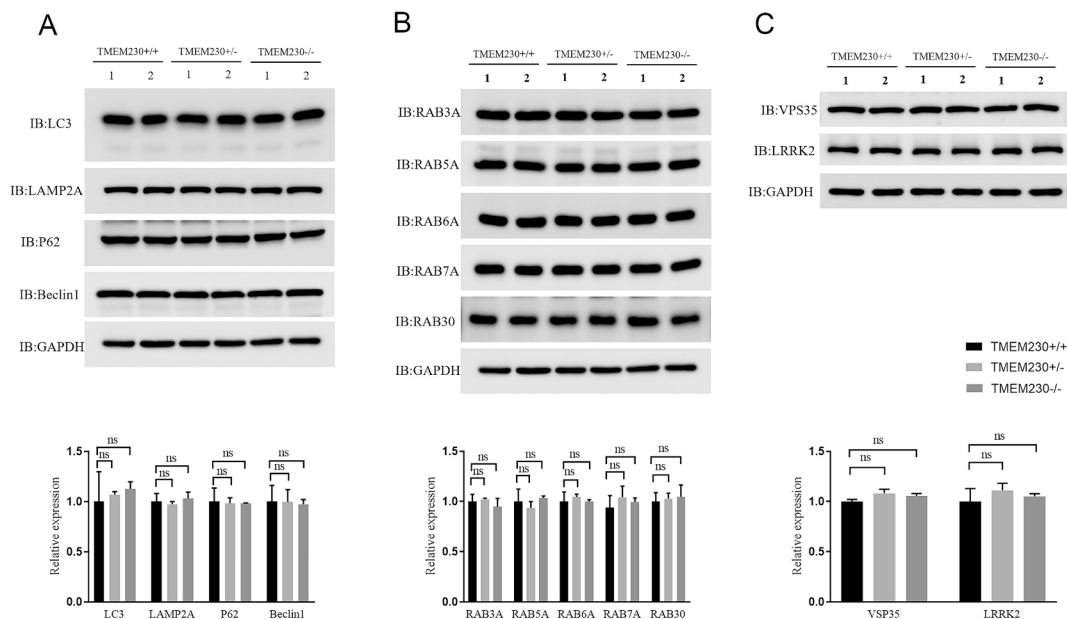 A
TMEM230+/+ TMEM230+/- TMEM230-/-
1 2 1 2 1 2
IB:LC3
IB:LAMP2A
IB:P62
IB:Beclin1
IB:GAPDH
B
TMEM230+/+ TMEM230+/- TMEM230-/-
1 2 1 2 1 2
IB:RAB3A
IB:RAB5A
IB:RAB6A
IB:RAB7A
IB:RAB30
IB:GAPDH
C
TMEM230+/+ TMEM230+/- TMEM230-/-
1 2 1 2 1 2
IB:VPS35
IB:LRRK2
IB:GAPDH
TMEM230+/+
TMEM230+/-
TMEM230-/-
Relative expression
1.5
1.0
0.5
0.0
ns ns ns ns
ns ns ns ns
LC3 LAMP2A P62 Beclin1
Relative expression
1.5
1.0
0.5
0.0
ns ns ns ns ns
ns ns ns ns ns
RAB3A RAB5A RAB6A RAB7A RAB30
Relative expression
1.5
1.0
0.5
0.0
ns ns
ns ns
VSP35 LRRK2